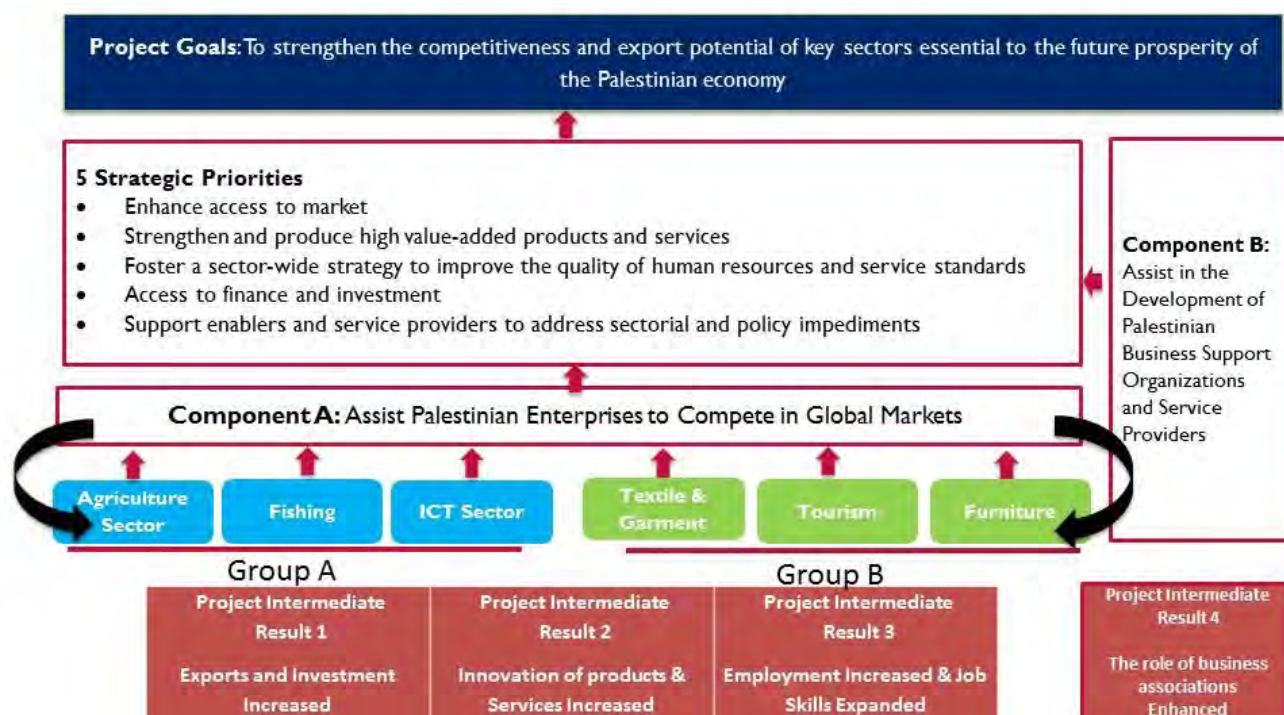 Project Goals: To strengthen the competitiveness and export potential of key sectors essential to the future prosperity of
the Palestinian economy
5 Strategic Priorities
• Enhance access to market
• Strengthen and produce high value-added products and services
• Foster a sector-wide strategy to improve the quality of human resources and service standards
• Access to finance and investment
• Support enablers and service providers to address sectorial and policy impediments
Component B:
Assist in the
Development of
Palestinian
Business Support
Organizations
and Service
Providers
Component A: Assist Palestinian Enterprises to Compete in Global Markets
Agriculture
Sector
Fishing
ICT Sector
Textile &
Garment
Tourism
Furniture
Group A
Group B
Project Intermediate
Result 1
Exports and Investment
Increased
Project Intermediate
Result 2
Innovation of products &
Services Increased
Project Intermediate
Result 3
Employment Increased & Job
Skills Expanded
Project Intermediate
Result 4
The role of business
associations
Enhanced